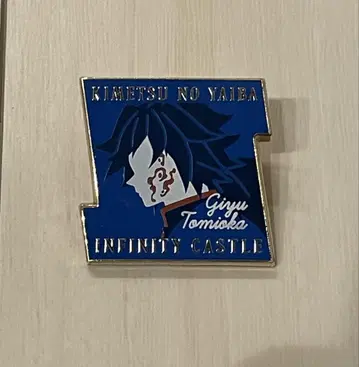 KIMETSU NO YAIBA
Giyu
Tomioka
INFINITY CASTLE